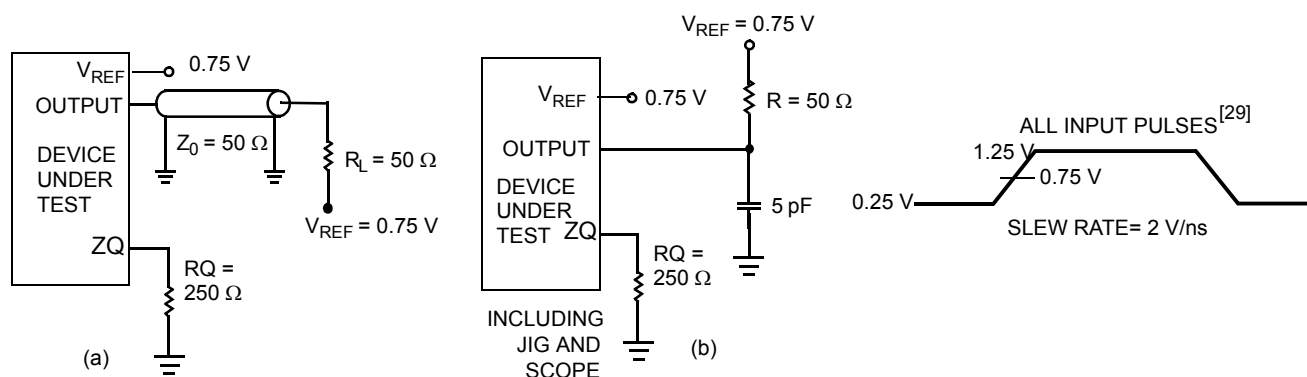 V_REF 0.75 V
OUTPUT
Z0 = 50 Ω
DEVICE
UNDER
TEST
RL = 50 Ω
VREF = 0.75 V
ZQ
RQ =
250 Ω
(a)
VREF = 0.75 V
VREF 0.75 V
R = 50 Ω
OUTPUT
DEVICE
UNDER
TEST
ZQ
5 pF
RQ =
250 Ω
INCLUDING
JIG AND
SCOPE
(b)
ALL INPUT PULSES[29]
1.25 V
0.75 V
0.25 V
SLEW RATE= 2 V/ns